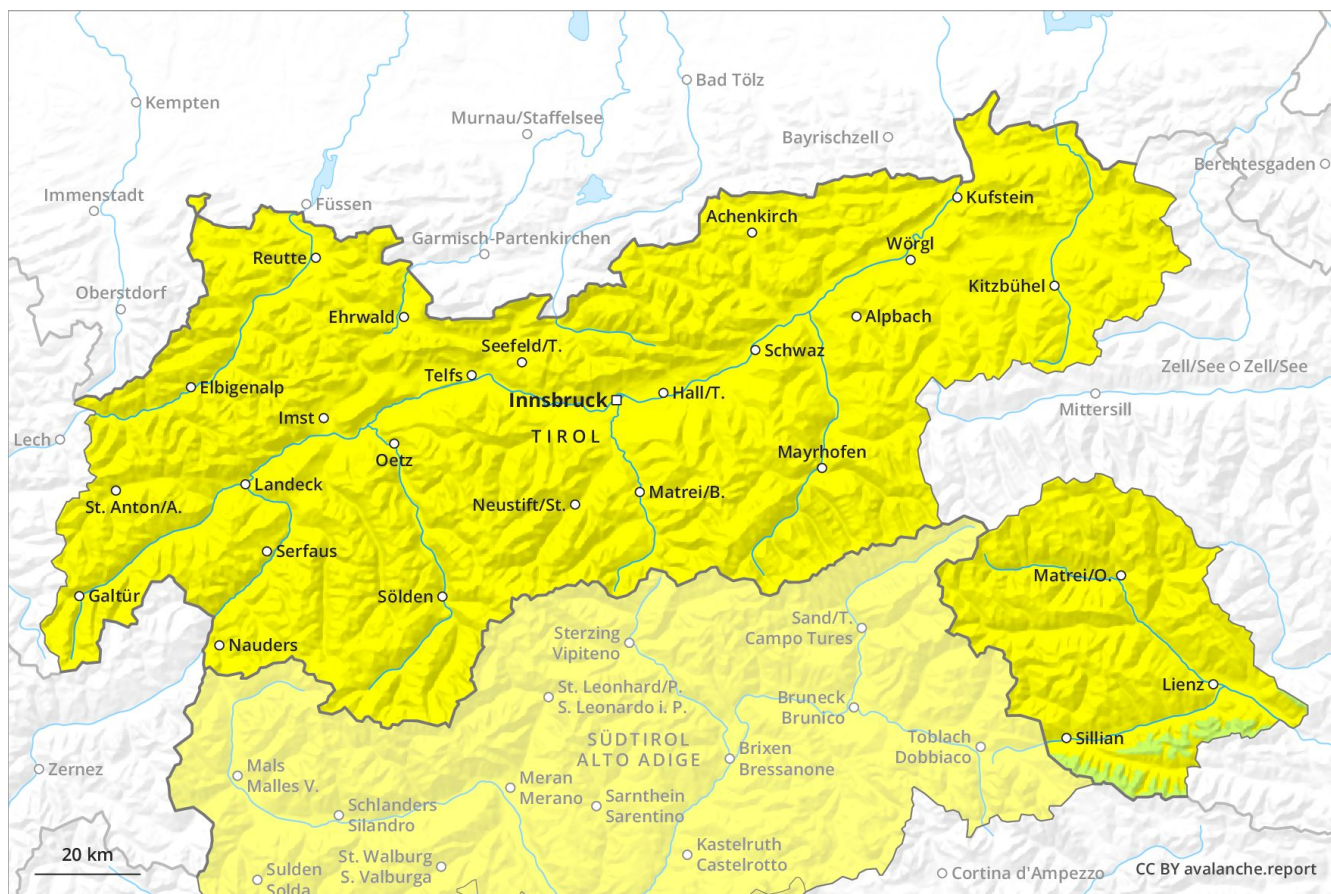 Bad Tölz
Kempten
Murnau/Staffelsee
Bayrischzell
Berchtesgaden
Immenstadt
Füssen
Kufstein
Achenkirch
Garmisch-Partenkirchen
Wörgl
Reutte
Kitzbühel
Oberstdorf
Ehrwald
Alpbach
Seefeld/T.
Schwaz
Zell/See
Zell/See
Telfs
Elbigenalp
Hall/T.
Innsbruck
Mittersill
Imst
TIROL
Lech
Oetz
Mayrhofen
Landeck
St. Anton/A.
Neustift/St.
Matrei/B.
Serfaus
Matrei/O.
Galtür
Sölden
Sand/T.
Campo Tures
Sterzing
Vipiteno
Nauders
Lienz
St. Leonhard/P.
S. Leonardo i. P.
Bruneck
Brunico
SÜDTIROL
ALTO ADIGE
Toblach
Dobbiaco
Sillian
Brixen
Bressanone
Zernez
Mals
Malles V.
Meran
Merano
Sarnthein
Sarentino
Schlanders
Silandro
20 km
St. Walburg
S. Valburga
Kastelruth
Castelrotto
Sulden
Solda
Cortina d'Ampezzo
CC BY avalanche.report